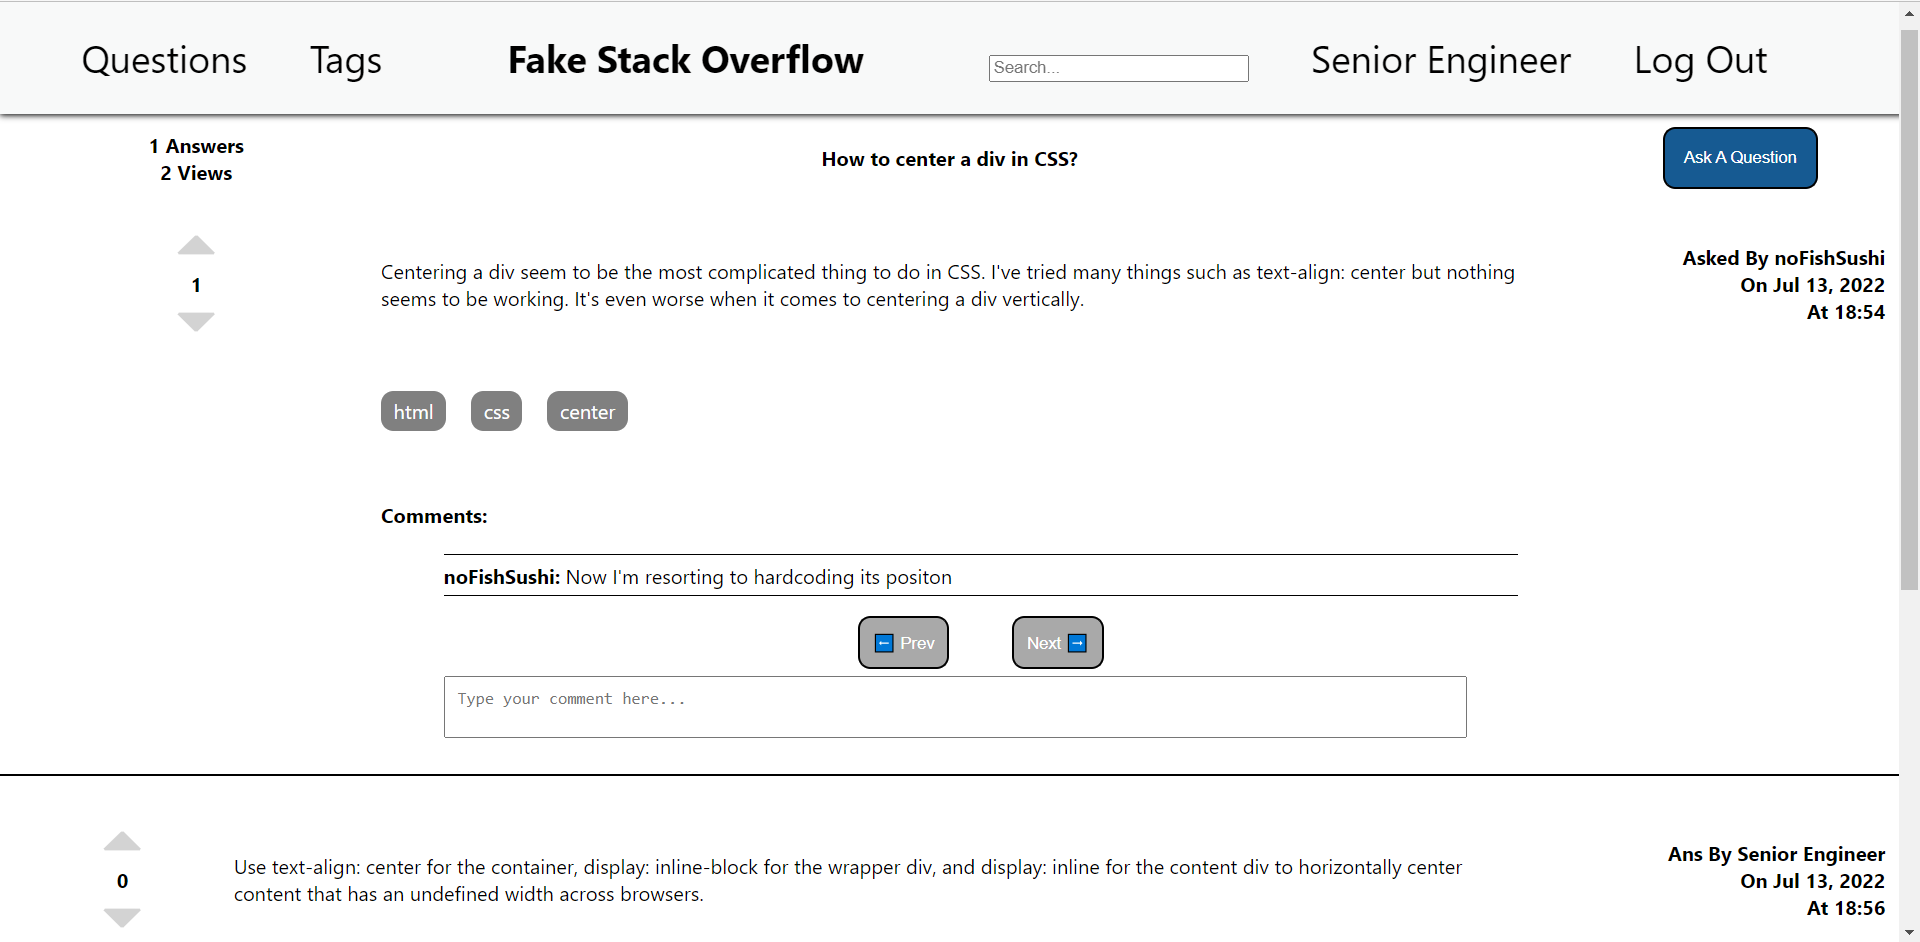 Questions Tags Fake Stack Overflow Search... Senior Engineer Log Out
1 Answers
2 Views
How to center a div in CSS?
Ask A Question
1
Centering a div seem to be the most complicated thing to do in CSS. I've tried many things such as text-align: center but nothing
seems to be working. It's even worse when it comes to centering a div vertically.
Asked By noFishSushi
On Jul 13, 2022
At 18:54
html css center
Comments:
noFishSushi: Now I'm resorting to hardcoding its positon
⬅ Prev Next ➡
Type your comment here...
0
Use text-align: center for the container, display: inline-block for the wrapper div, and display: inline for the content div to horizontally center
content that has an undefined width across browsers.
Ans By Senior Engineer
On Jul 13, 2022
At 18:56